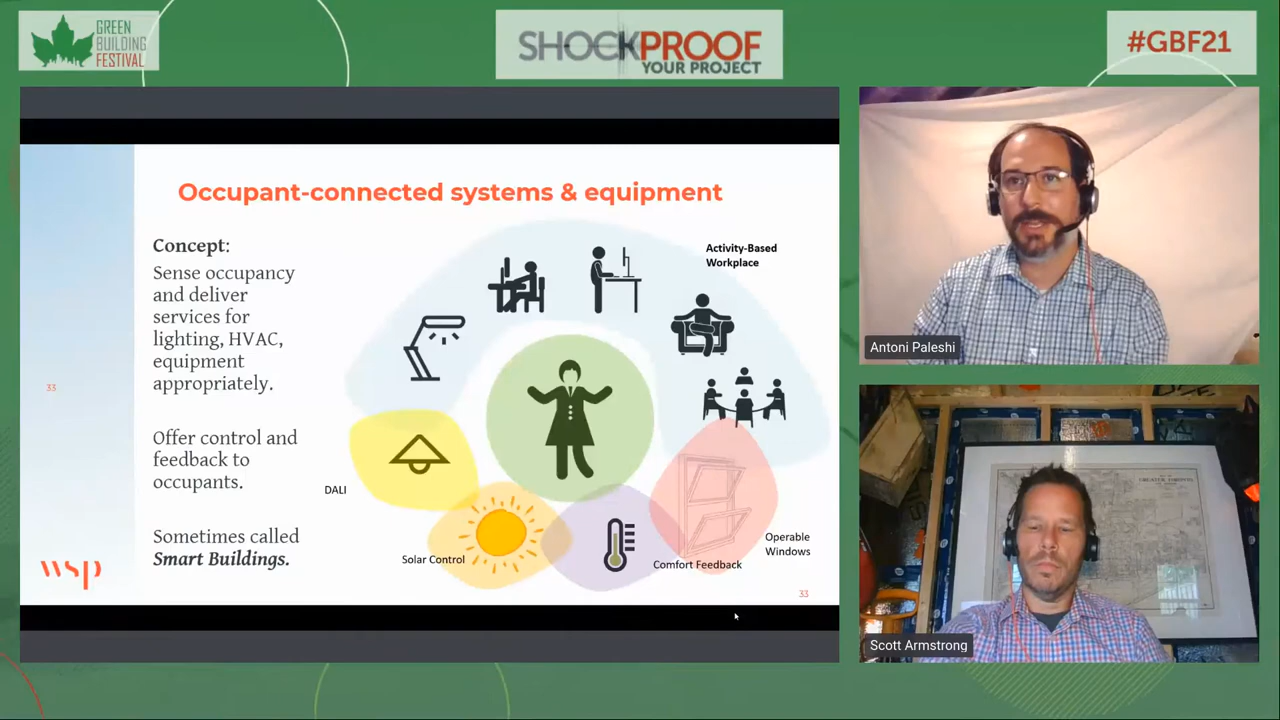 GREEN
BUILDING
FESTIVAL
SHOCKPROOF
YOUR PROJECT
#GBF21
Occupant-connected systems & equipment
Concept:
Sense occupancy
and deliver
services for
lighting, HVAC,
equipment
appropriately.
Offer control and
feedback to
occupants.
Sometimes called
Smart Buildings.
33
wsp
Activity-Based
Workplace
DALI
Solar Control
Comfort Feedback
Operable
Windows
33
Antoni Paleshi
GREATER TORONTO
Scott Armstrong